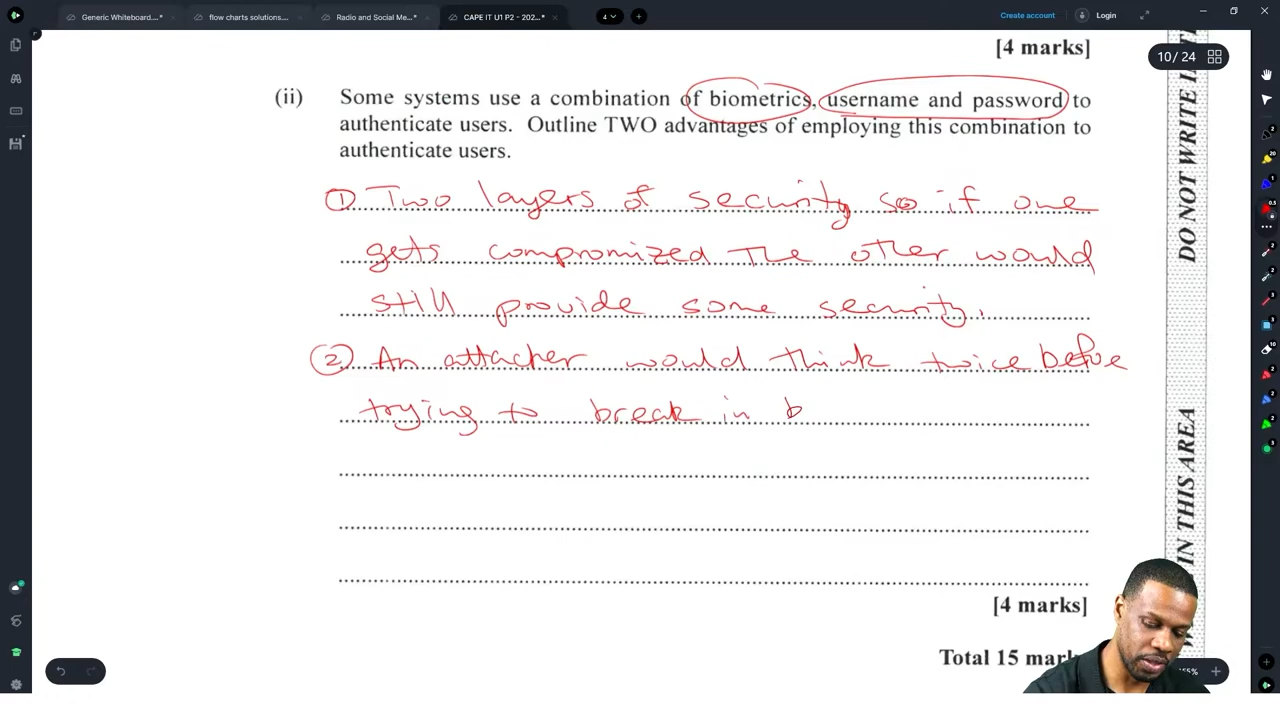 Generic Whiteboard....*
flow charts solutions....
Radio and Social Me...*
CAPE IT U1 P2 - 202...*
4
Create account
Login
[4 marks]
10 / 24
(ii) Some systems use a combination of biometrics, username and password to
authenticate users. Outline TWO advantages of employing this combination to
authenticate users.
① Two layers of security so if one
gets compromized the other would
still provide some security.
② An attacher would think twice before
trying to break in b
[4 marks]
Total 15 mark
DO NOT WRITE
IN THIS AREA